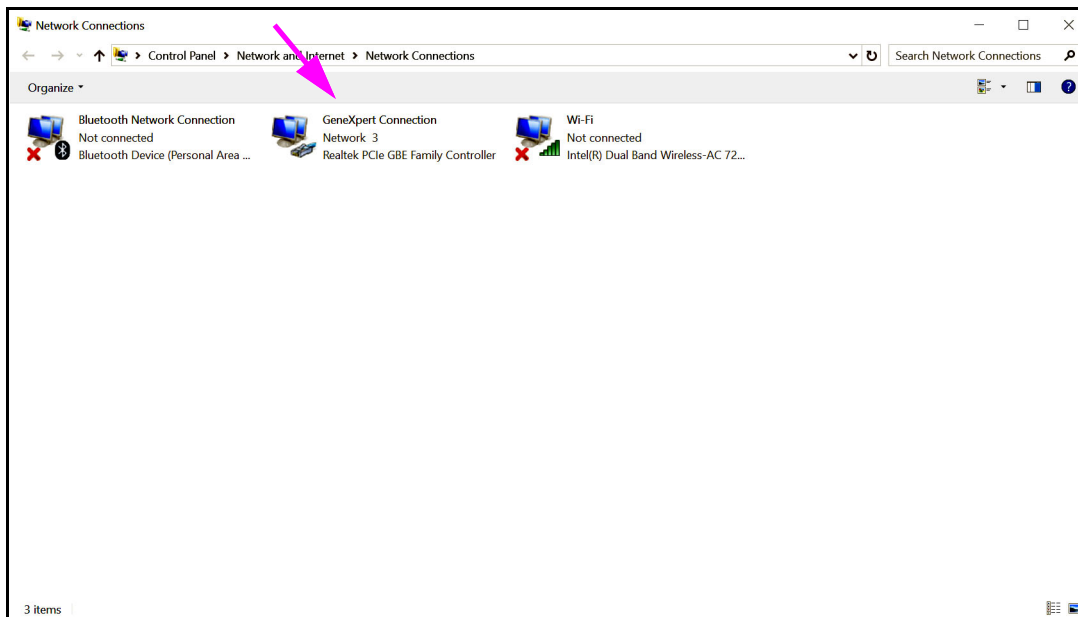 Network Connections
Control Panel > Network and Internet > Network Connections
Search Network Connections
Organize
Bluetooth Network Connection
Not connected
Bluetooth Device (Personal Area ...
GeneXpert Connection
Network 3
Realtek PCIe GBE Family Controller
Wi-Fi
Not connected
Intel(R) Dual Band Wireless-AC 72...
3 items